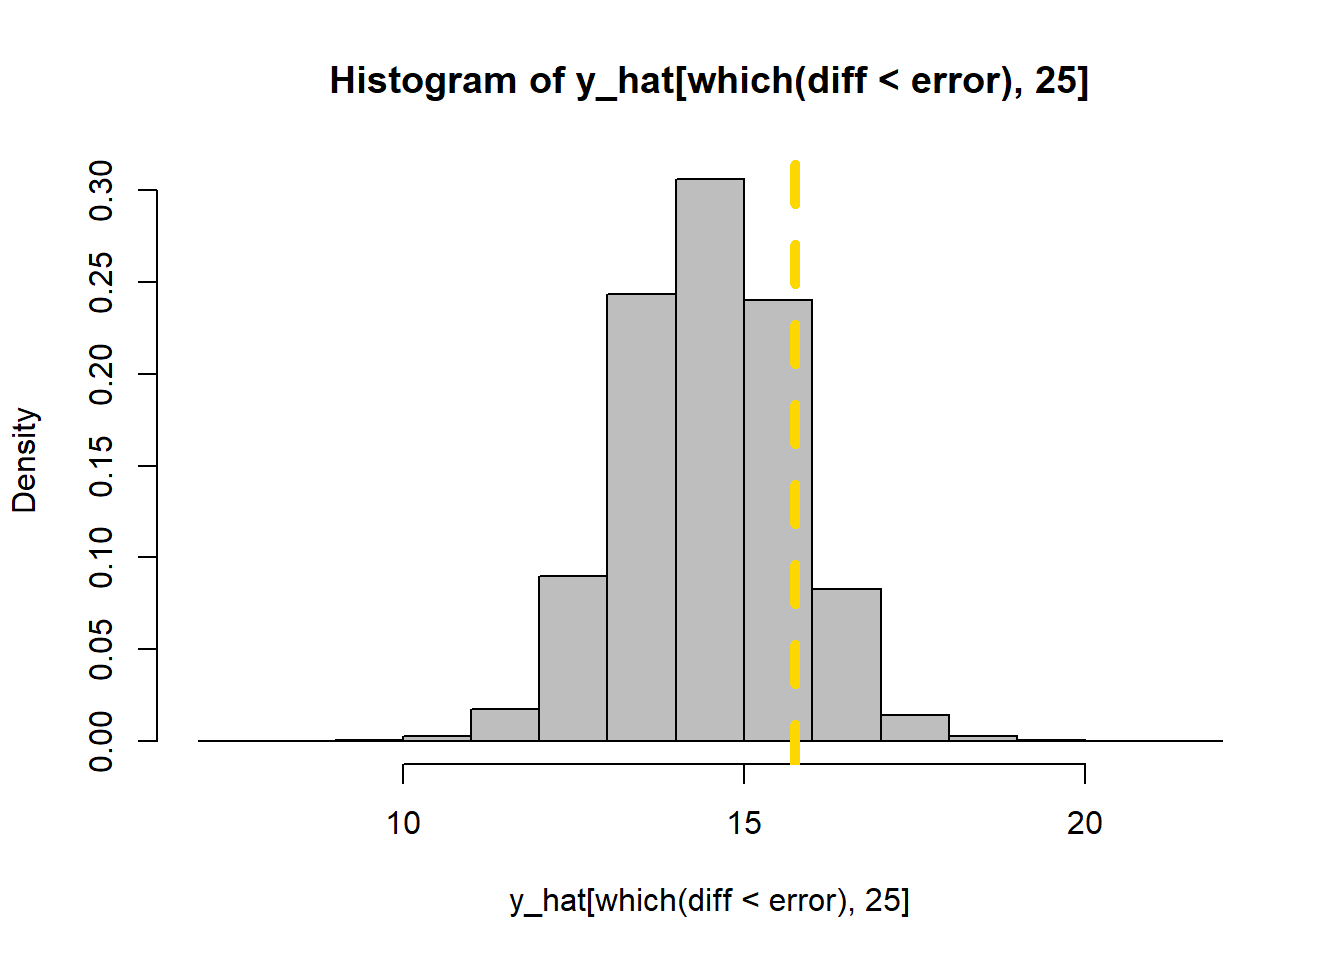 Histogram of y_hat[which(diff < error), 25]
Density
0.30
0.25
0.20
0.15
0.10
0.05
0.00
10 15 20
y_hat[which(diff < error), 25]